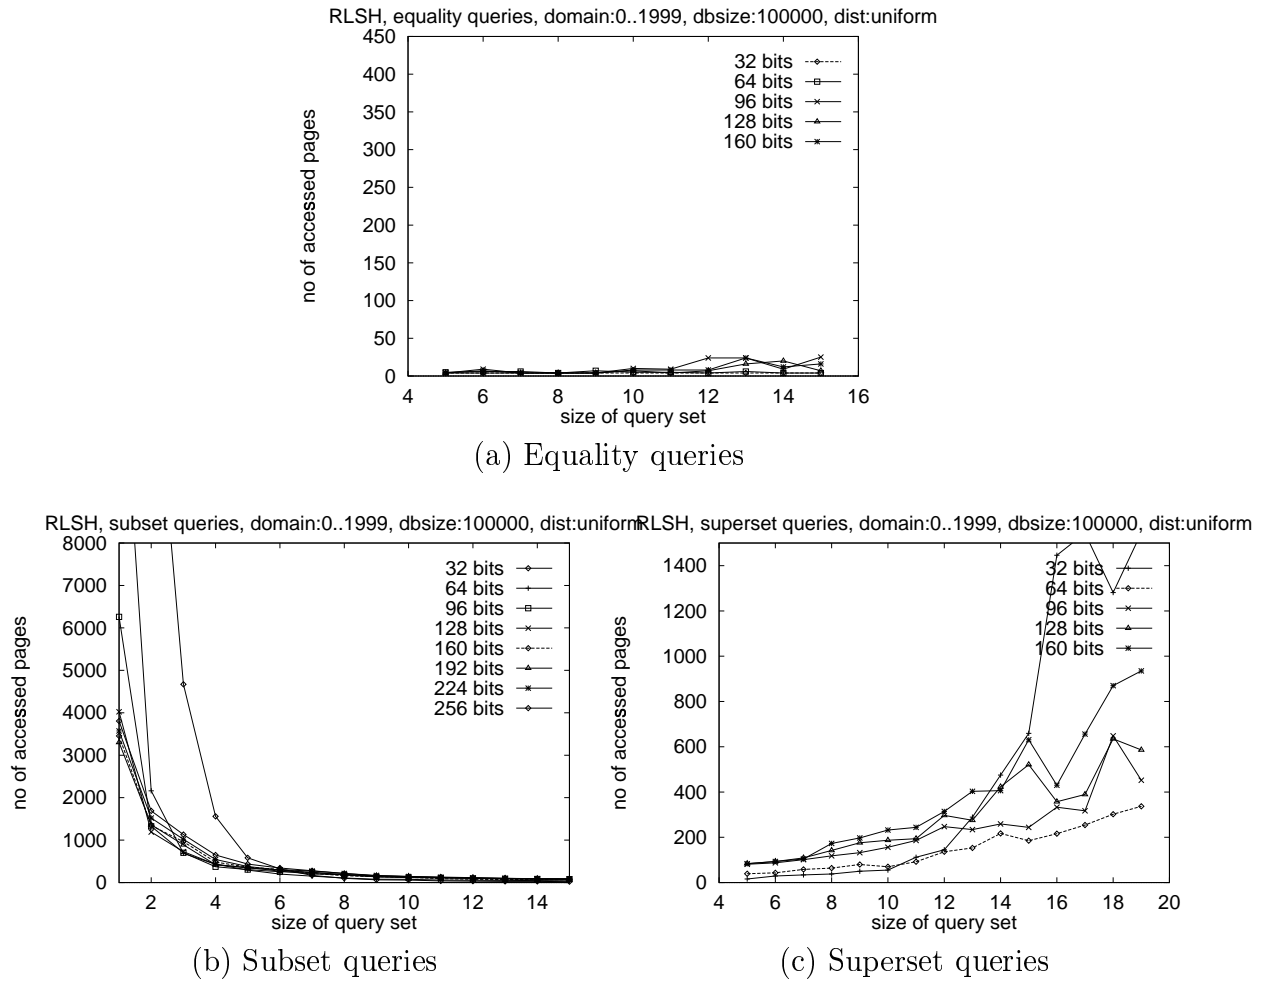 RLSH, equality queries, domain:0..1999, dbsize:100000, dist:uniform
450
400
350
300
250
200
150
100
50
0
no of accessed pages
32 bits
64 bits
96 bits
128 bits
160 bits
4 6 8 10 12 14 16
size of query set
(a) Equality queries
RLSH, subset queries, domain:0..1999, dbsize:100000, dist:uniform
8000
7000
6000
5000
4000
3000
2000
1000
0
no of accessed pages
32 bits
64 bits
96 bits
128 bits
160 bits
192 bits
224 bits
256 bits
2 4 6 8 10 12 14
size of query set
(b) Subset queries
RLSH, superset queries, domain:0..1999, dbsize:100000, dist:uniform
1400
1200
1000
800
600
400
200
0
no of accessed pages
32 bits
64 bits
96 bits
128 bits
160 bits
4 6 8 10 12 14 16 18 20
size of query set
(c) Superset queries